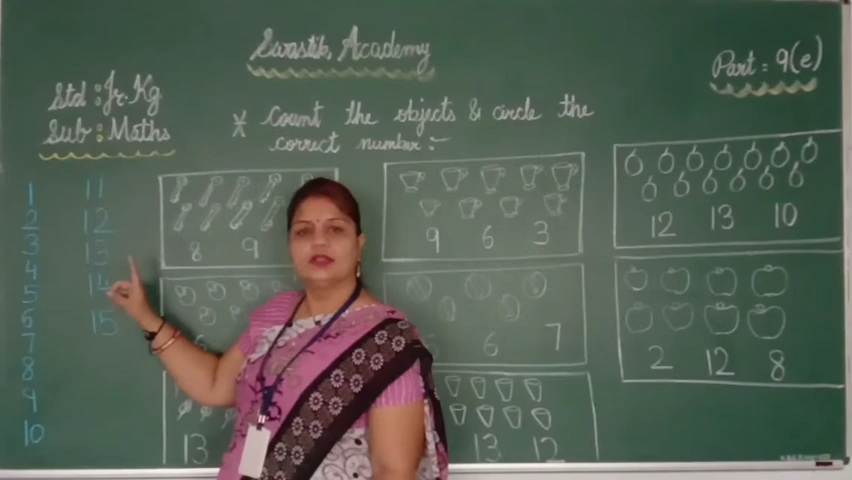 Swastik Academy
Part : 9(e)
Std : Jr. Kg
Sub : Maths
* Count the objects & circle the
correct number :-
1 11
2 12
3 13
4 14
5 15
6
7
8
9
10
8 9
9 6 3
12 13 10
6 7
2 12 8
13
13 12